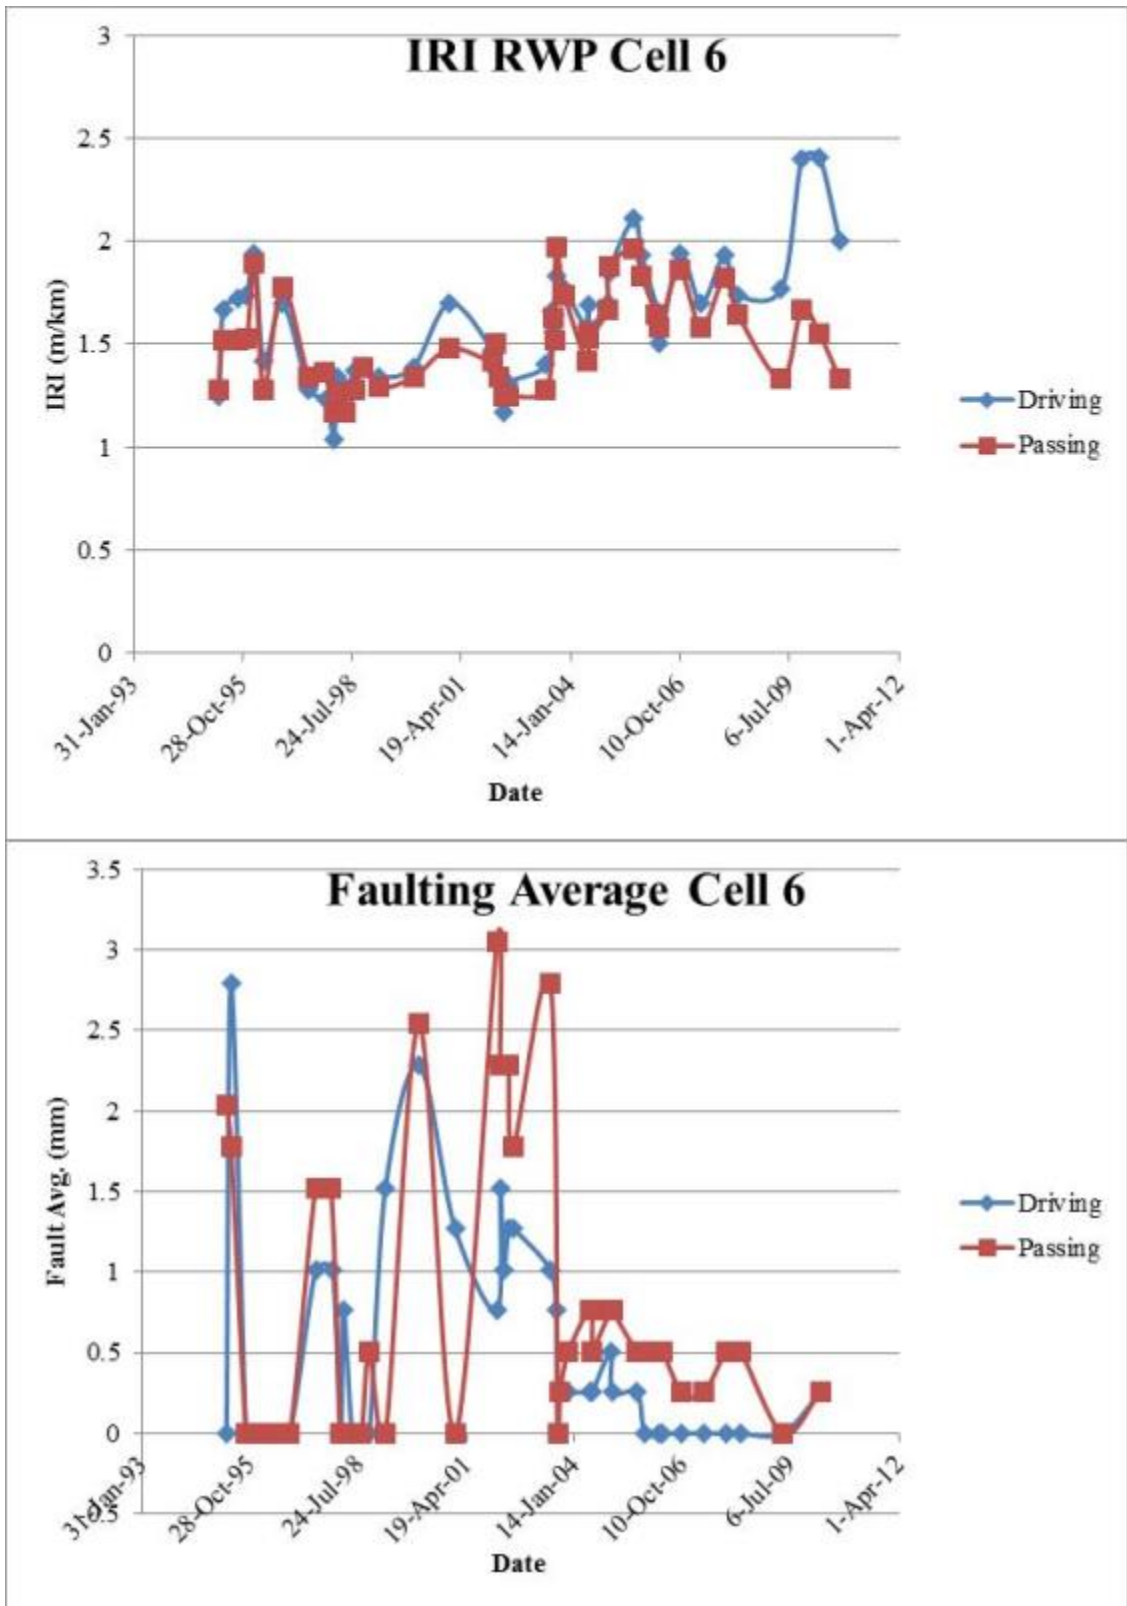 IRI RWP Cell 6
3
2.5
2
1.5
1
0.5
0
IRI (m/km)
31-Jan-93
28-Oct-95
24-Jul-98
19-Apr-01
14-Jan-04
10-Oct-06
6-Jul-09
1-Apr-12
Date
Driving
Passing
Faulting Average Cell 6
3.5
3
2.5
2
1.5
1
0.5
0
Fault Avg. (mm)
31-Jan-93
28-Oct-95
24-Jul-98
19-Apr-01
14-Jan-04
10-Oct-06
6-Jul-09
1-Apr-12
Date
Driving
Passing